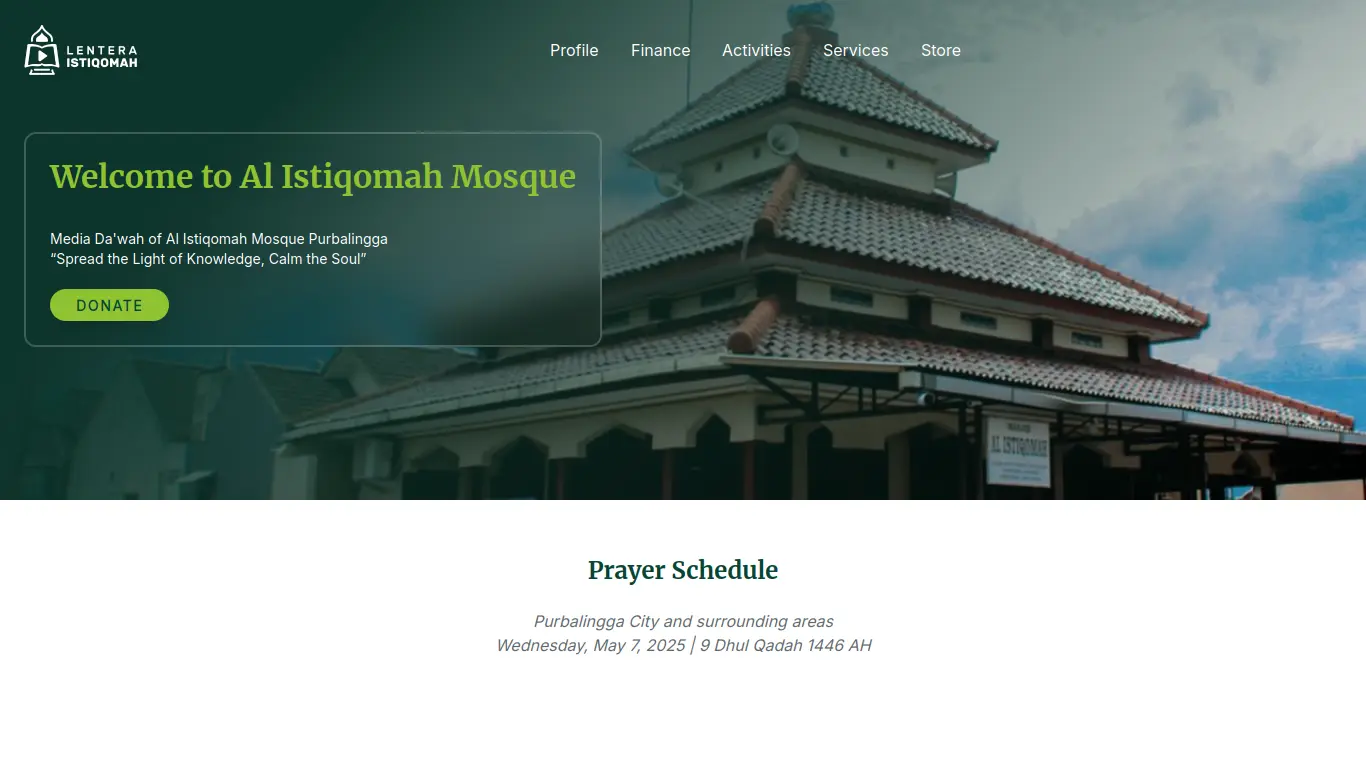 LENTERA
ISTIQOMAH
Profile
Finance
Activities
Services
Store
Welcome to Al Istiqomah Mosque
Media Da'wah of Al Istiqomah Mosque Purbalingga
“Spread the Light of Knowledge, Calm the Soul”
DONATE
AL ISTIQOMAH
Prayer Schedule
Purbalingga City and surrounding areas
Wednesday, May 7, 2025 | 9 Dhul Qadah 1446 AH